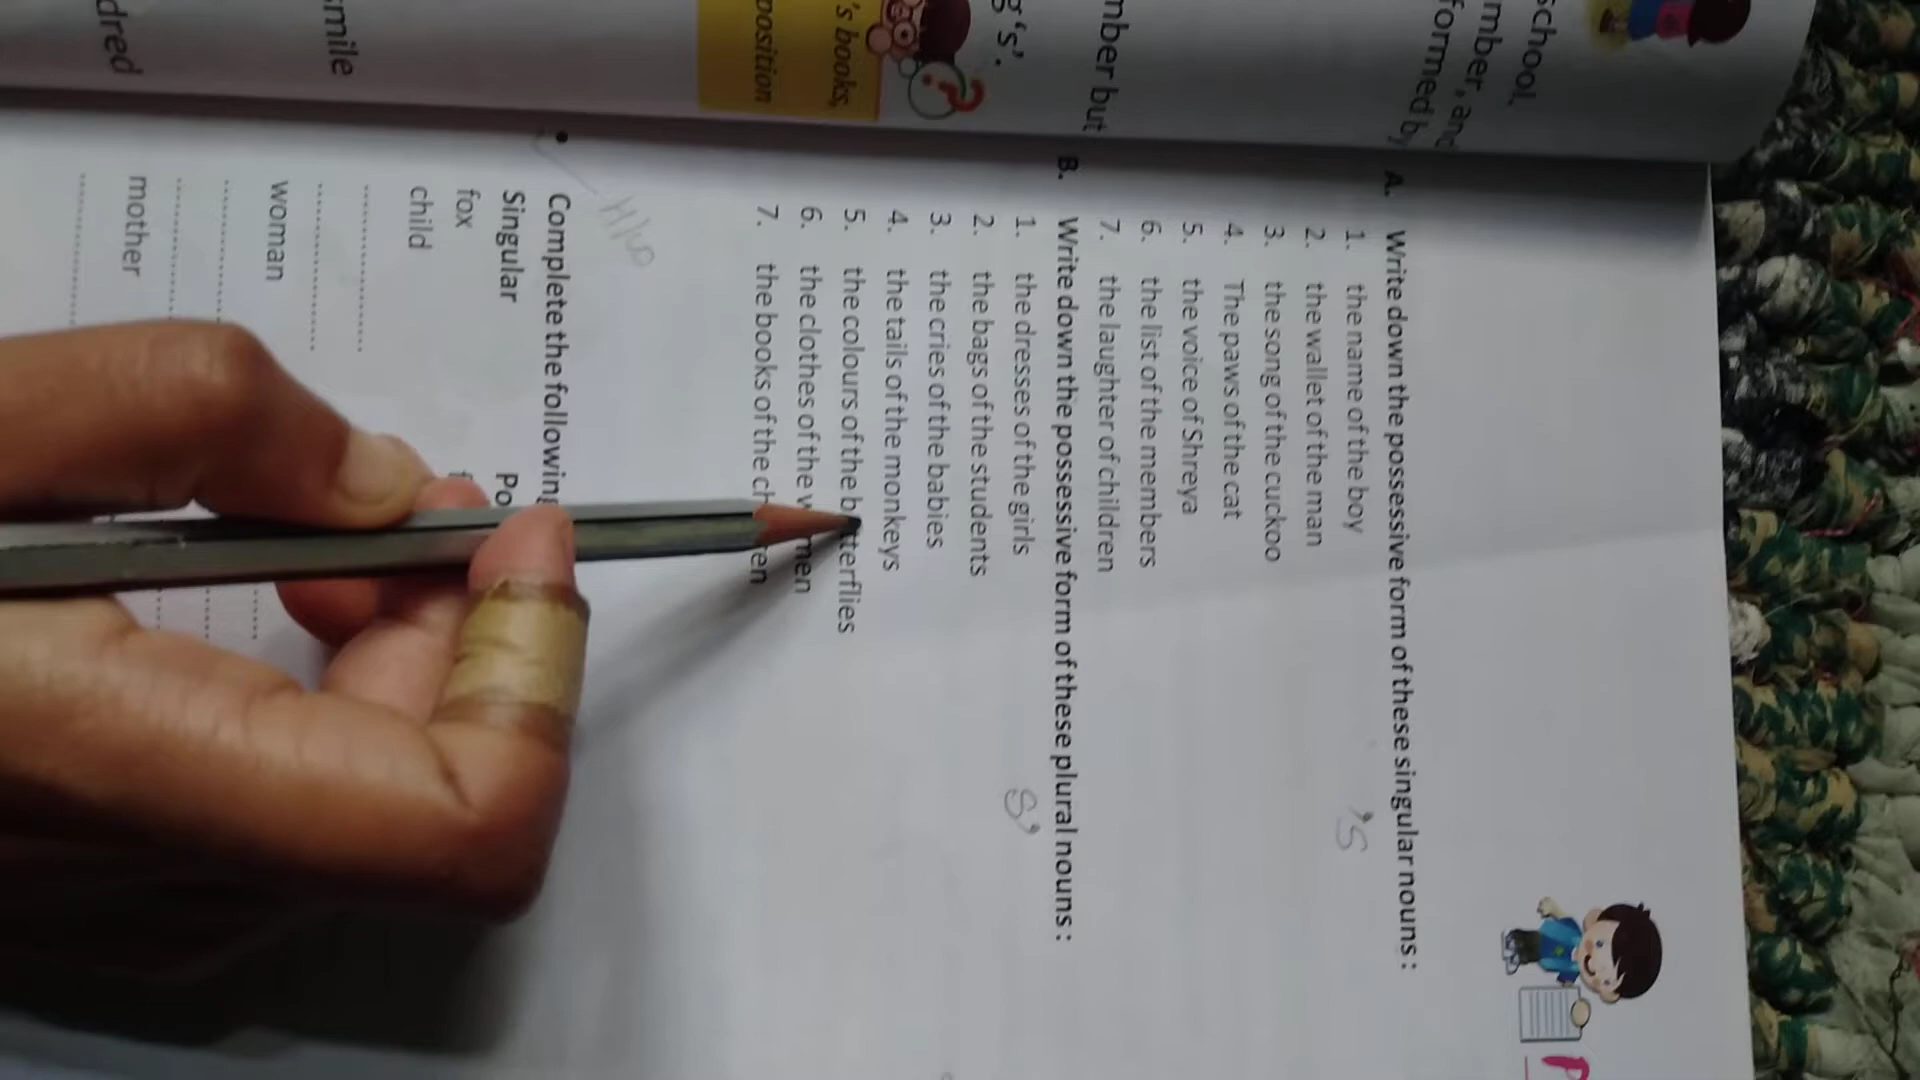 school.
mber, and
formed by
mber but
g 's'.
's books,
position
smile
dred
A. Write down the possessive form of these singular nouns :
's
1. the name of the boy
2. the wallet of the man
3. the song of the cuckoo
4. The paws of the cat
5. the voice of Shreya
6. the list of the members
7. the laughter of children
B. Write down the possessive form of these plural nouns :
s'
1. the dresses of the girls
2. the bags of the students
3. the cries of the babies
4. the tails of the monkeys
5. the colours of the b tterflies
6. the clothes of the w men
7. the books of the ch ren
H/W
• Complete the following
Singular Po
fox f
child
woman
mother
P